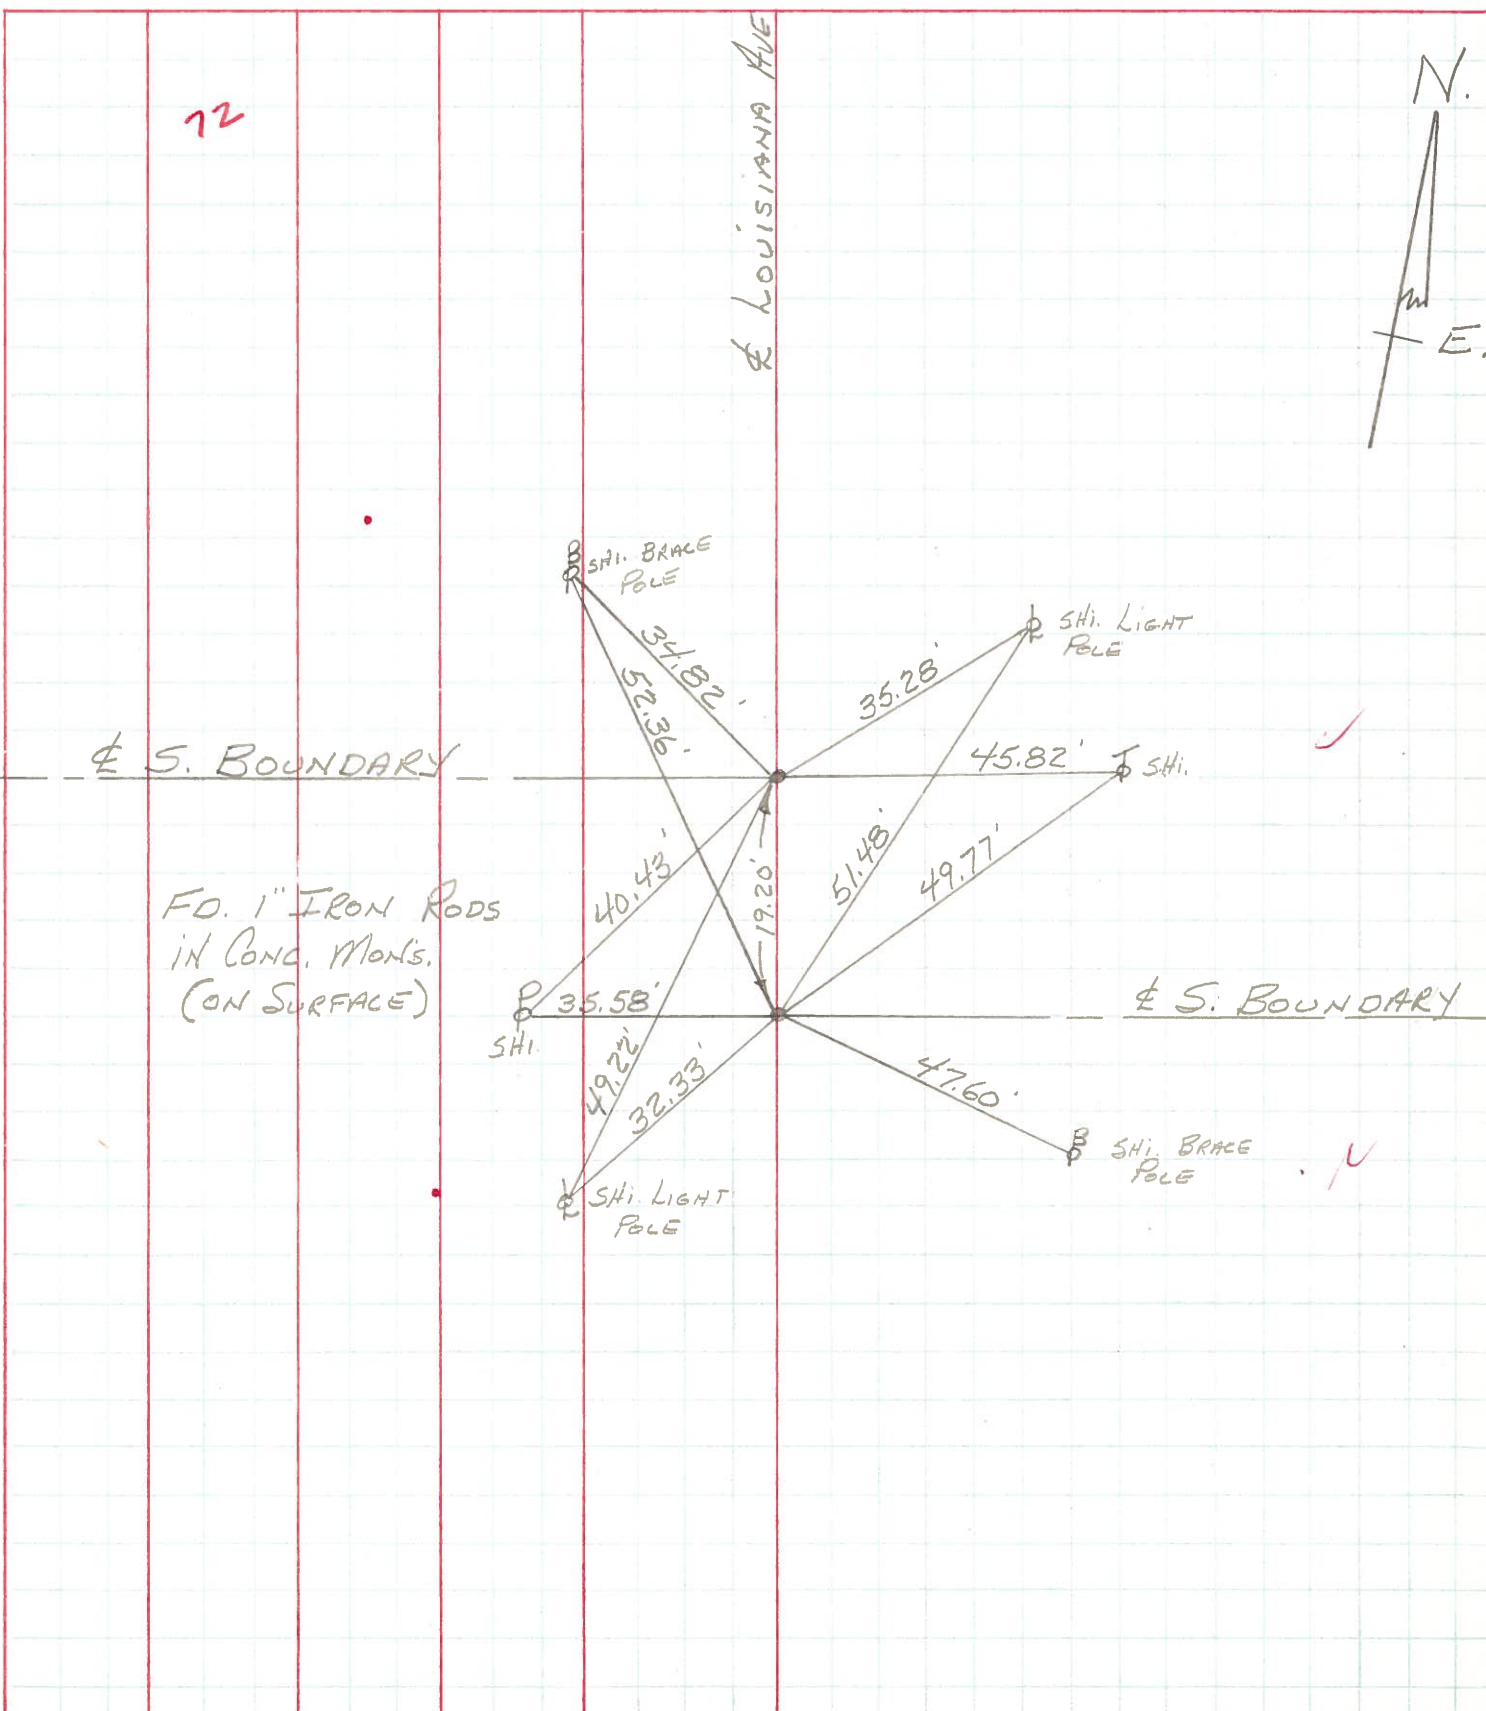 72
℄ LOUISIANA AVE
N.
E.
B
P
SHI. BRACE
POLE
L
P
SHI. LIGHT
POLE
34.82'
52.36'
35.28'
℄ S. BOUNDARY
45.82'
T
SHI.
40.43'
19.20'
51.48'
49.77'
FD. 1" IRON RODS
IN CONC. MON'S.
(ON SURFACE)
P
35.58'
SHI.
℄ S. BOUNDARY
49.22'
32.33'
47.60'
B
P
SHI. BRACE
POLE
L
P
SHI. LIGHT
POLE